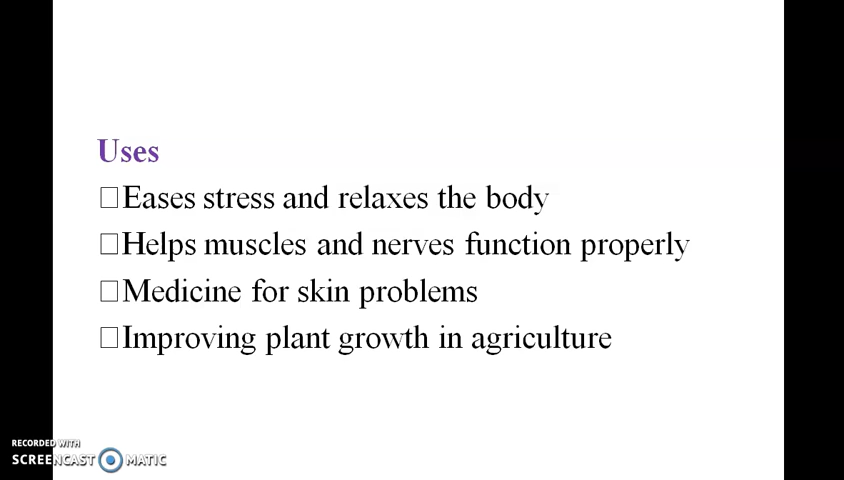 Uses
□Eases stress and relaxes the body
□Helps muscles and nerves function properly
□Medicine for skin problems
□Improving plant growth in agriculture
RECORDED WITH
SCREENCAST MATIC